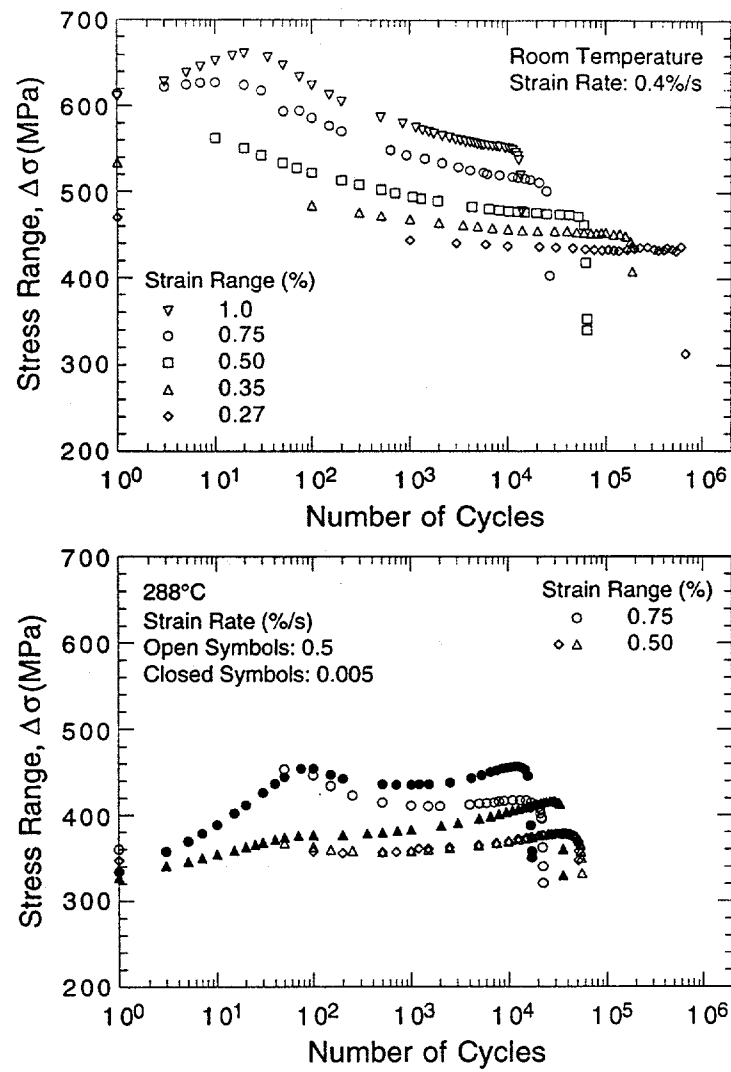 700
600
500
400
300
200
Stress Range, Δσ(MPa)
Room Temperature
Strain Rate: 0.4%/s
Strain Range (%)
1.0
0.75
0.50
0.35
0.27
10^0 10^1 10^2 10^3 10^4 10^5 10^6
Number of Cycles
700
600
500
400
300
200
Stress Range, Δσ(MPa)
288°C
Strain Rate (%/s)
Open Symbols: 0.5
Closed Symbols: 0.005
Strain Range (%)
0.75
0.50
10^0 10^1 10^2 10^3 10^4 10^5 10^6
Number of Cycles